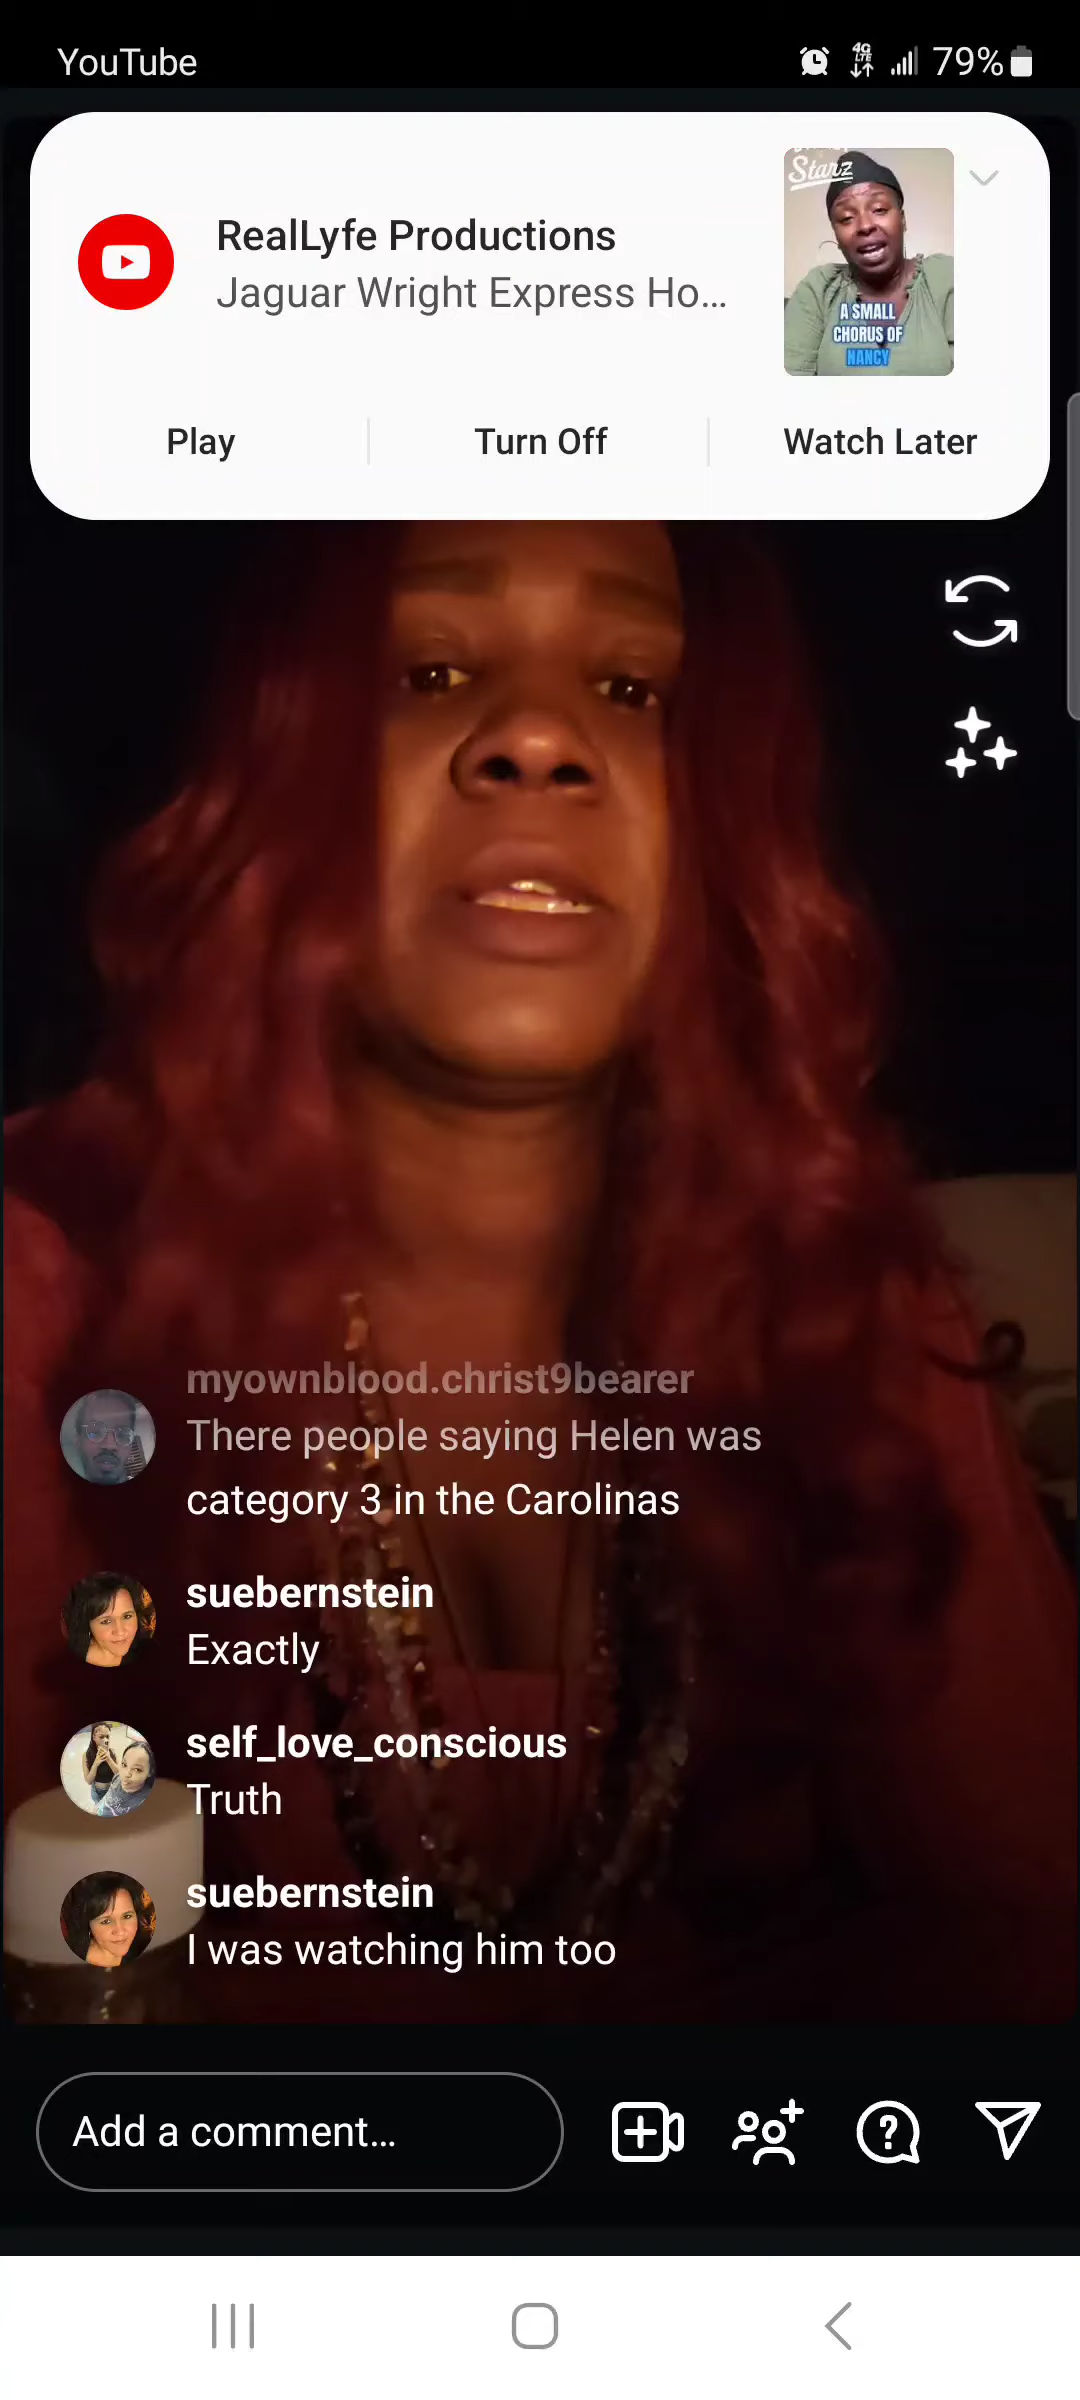 YouTube
4G
LTE
79%
RealLyfe Productions
Jaguar Wright Express Ho...
Starz
A SMALL
CHORUS OF
NANCY
Play
Turn Off
Watch Later
myownblood.christ9bearer
There people saying Helen was
category 3 in the Carolinas
suebernstein
Exactly
self_love_conscious
Truth
suebernstein
I was watching him too
Add a comment...